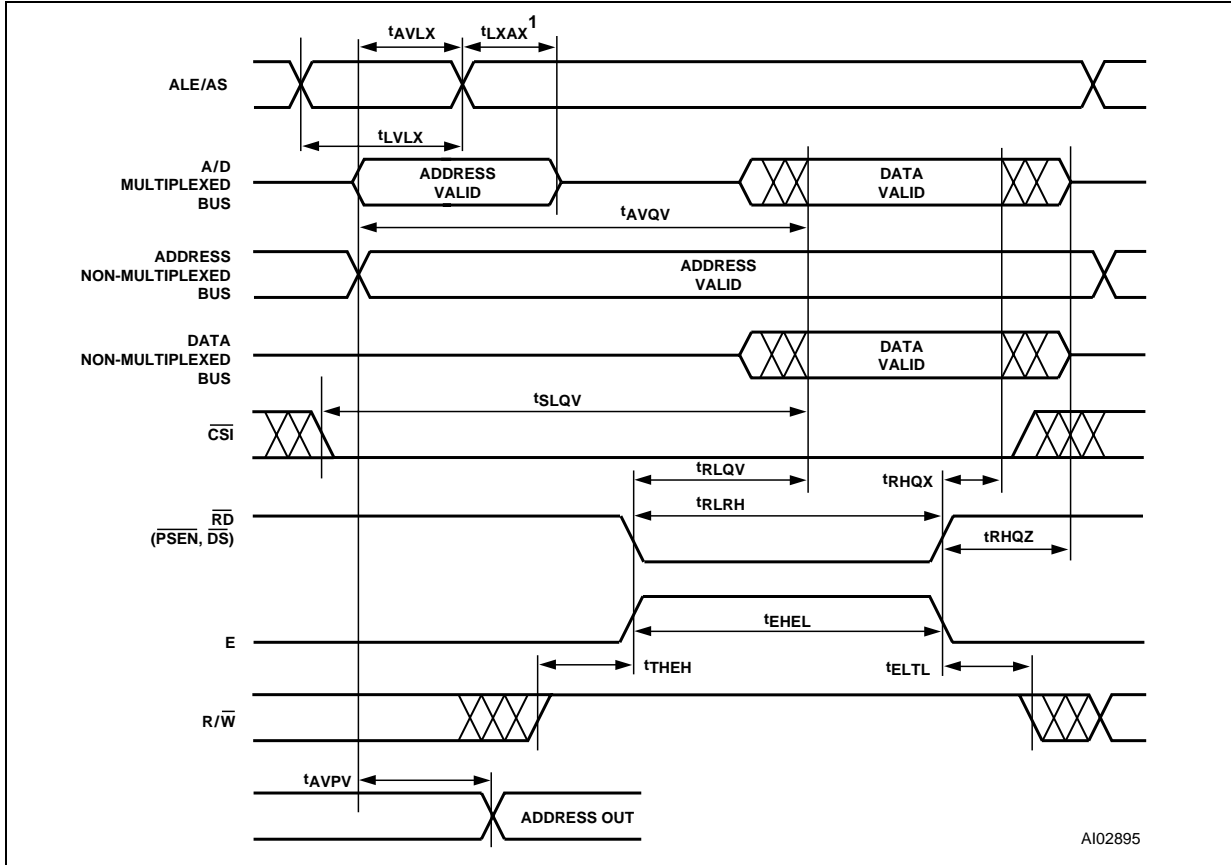 tAVLX tLXAX1
ALE/AS
tLVLX
A/D
MULTIPLEXED
BUS
ADDRESS
VALID
DATA
VALID
tAVQV
ADDRESS
NON-MULTIPLEXED
BUS
ADDRESS
VALID
DATA
NON-MULTIPLEXED
BUS
DATA
VALID
tSLQV
CSI
tRLQV
tRHQX
RD
(PSEN, DS)
tRLRH
tRHQZ
E
tEHEL
tTHEH
tELTL
R/W
tAVPV
ADDRESS OUT
AI02895